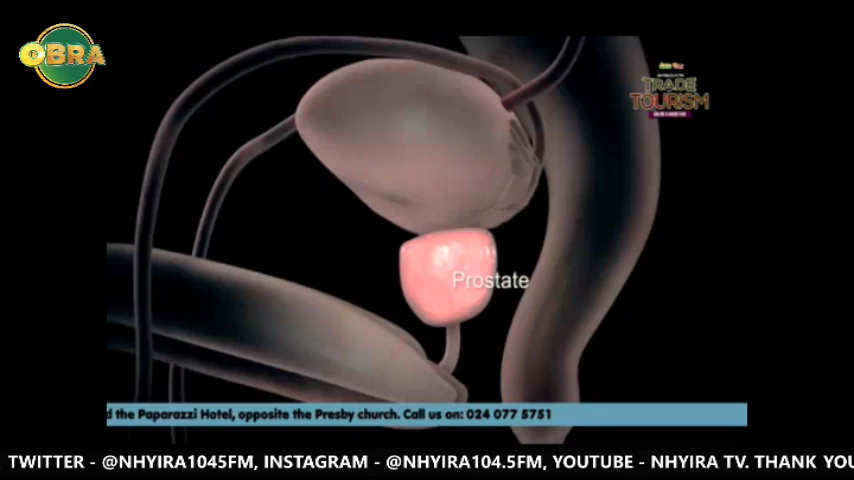 OBRA
TRADE
TOURISM
Prostate
d the Paparazzi Hotel, opposite the Presby church. Call us on: 024 077 5751
TWITTER - @NHYIRA1045FM, INSTAGRAM - @NHYIRA104.5FM, YOUTUBE - NHYIRA TV. THANK YOU